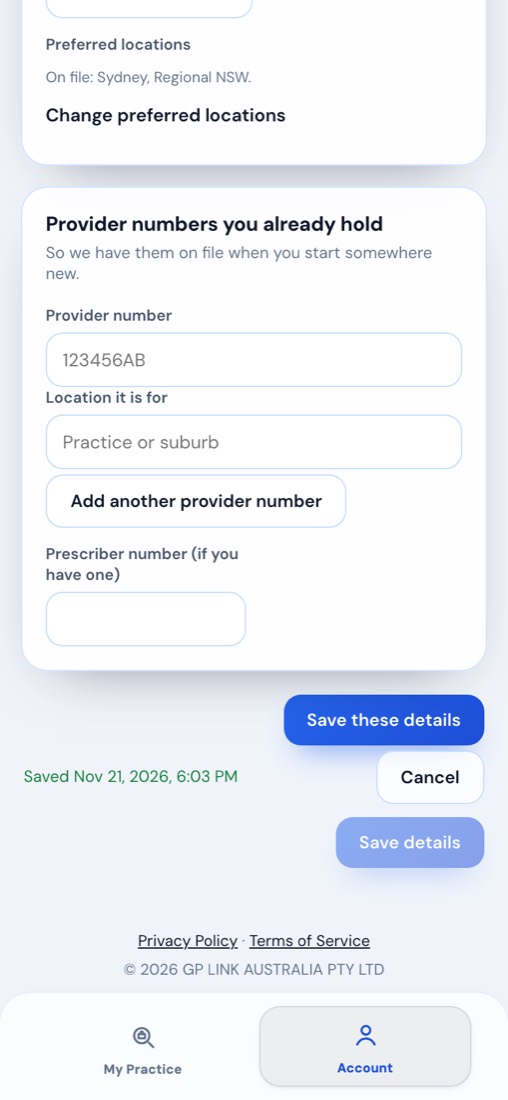 Preferred locations
On file: Sydney, Regional NSW.
Change preferred locations
Provider numbers you already hold
So we have them on file when you start somewhere
new.
Provider number
123456AB
Location it is for
Practice or suburb
Add another provider number
Prescriber number (if you
have one)
Save these details
Saved Nov 21, 2026, 6:03 PM
Cancel
Save details
Privacy Policy · Terms of Service
© 2026 GP LINK AUSTRALIA PTY LTD
My Practice
Account